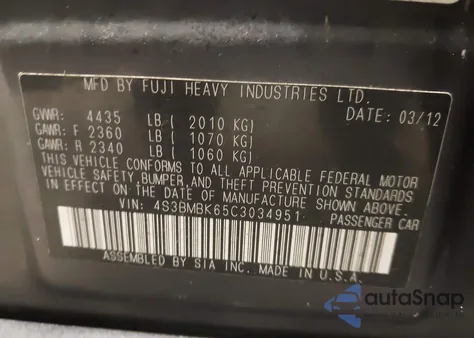 MFD BY FUJI HEAVY INDUSTRIES LTD.
GVWR: 4435 LB ( 2010 KG) DATE: 03/12
GAWR: F 2360 LB ( 1070 KG)
GAWR: R 2340 LB ( 1060 KG)
THIS VEHICLE CONFORMS TO ALL APPLICABLE FEDERAL MOTOR
VEHICLE SAFETY, BUMPER, AND THEFT PREVENTION STANDARDS
IN EFFECT ON THE DATE OF MANUFACTURE SHOWN ABOVE.
VIN: 4S3BMBK65C3034951 PASSENGER CAR
ASSEMBLED BY SIA INC. MADE IN U.S.A.
autoSnap